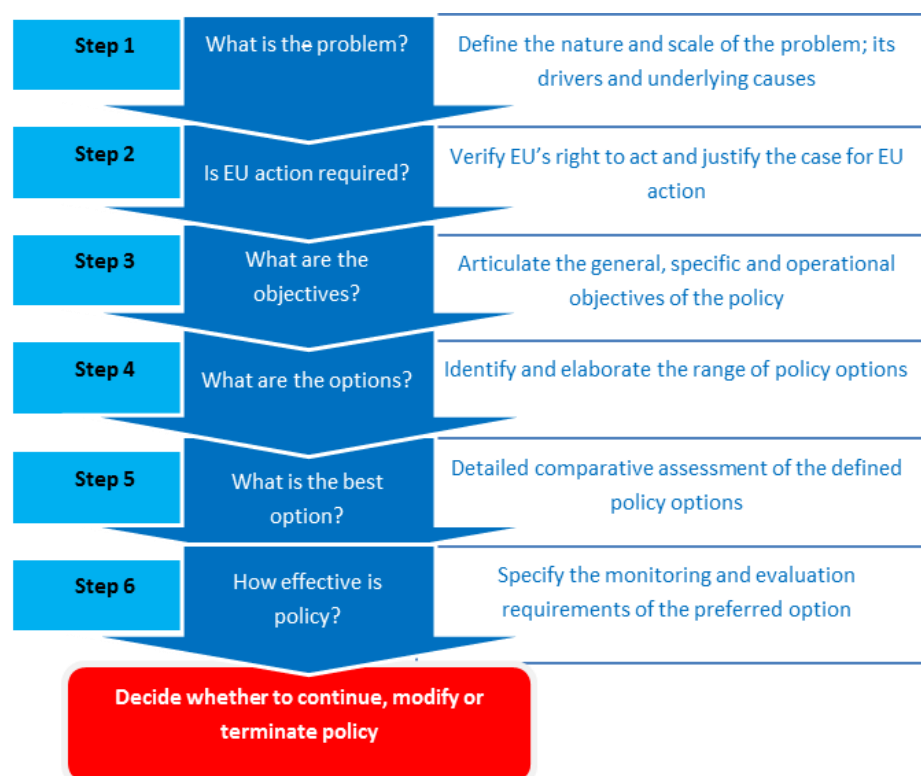 Step 1
What is the problem?
Define the nature and scale of the problem; its
drivers and underlying causes
Step 2
Is EU action required?
Verify EU's right to act and justify the case for EU
action
Step 3
What are the
objectives?
Articulate the general, specific and operational
objectives of the policy
Step 4
What are the options?
Identify and elaborate the range of policy options
Step 5
What is the best
option?
Detailed comparative assessment of the defined
policy options
Step 6
How effective is
policy?
Specify the monitoring and evaluation
requirements of the preferred option
Decide whether to continue, modify or
terminate policy